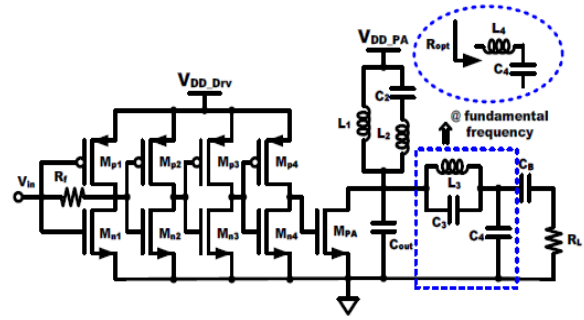 L4
Ropt
C4
VDD_PA
VDD_Drv
@ fundamental
frequency
C2
L1
L2
Mp1
Mp2
Mp3
Mp4
Vin
Rf
L3
CB
C3
C4
Mn1
Mn2
Mn3
Mn4
MPA
Cout
RL